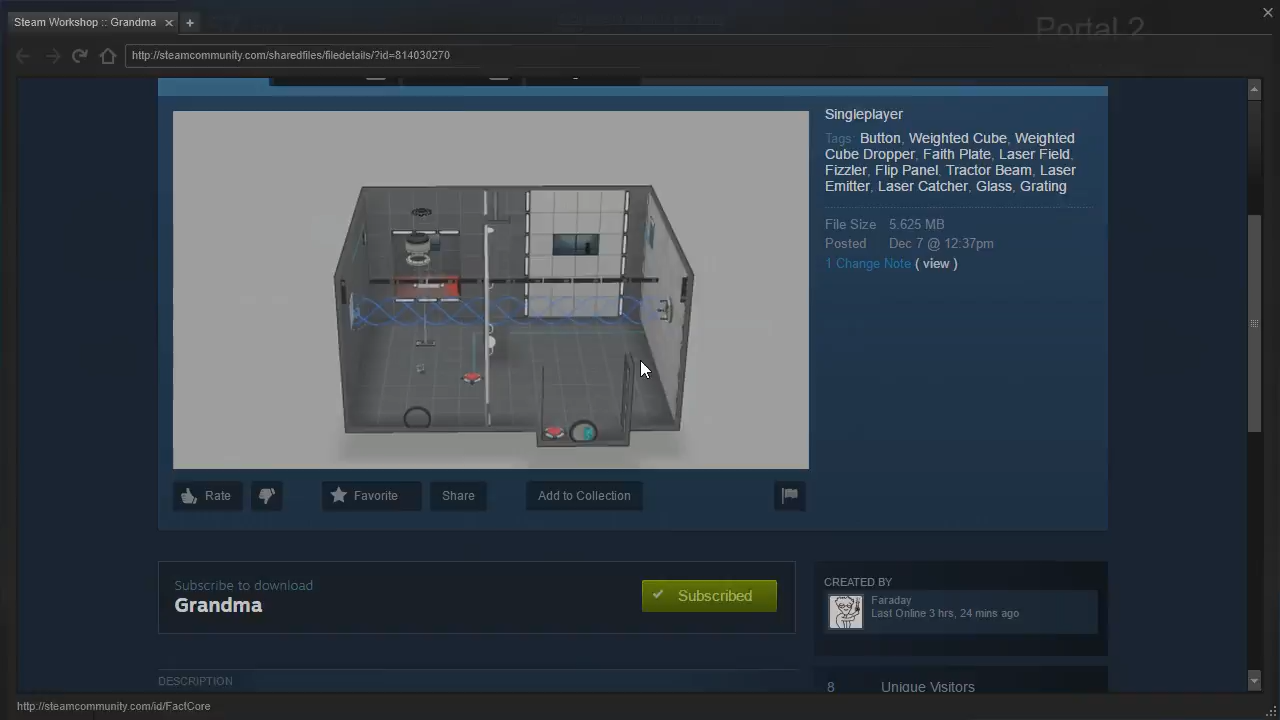 Steam Workshop :: Grandma
Portal 2
http://steamcommunity.com/sharedfiles/filedetails/?id=814030270
Singleplayer
Tags: Button, Weighted Cube, Weighted
Cube Dropper, Faith Plate, Laser Field,
Fizzler, Flip Panel, Tractor Beam, Laser
Emitter, Laser Catcher, Glass, Grating
File Size 5.625 MB
Posted Dec 7 @ 12:37pm
1 Change Note ( view )
Rate
Favorite
Share
Add to Collection
Subscribe to download
Grandma
Subscribed
CREATED BY
Faraday
Last Online 3 hrs, 24 mins ago
DESCRIPTION
8 Unique Visitors
http://steamcommunity.com/id/FactCore